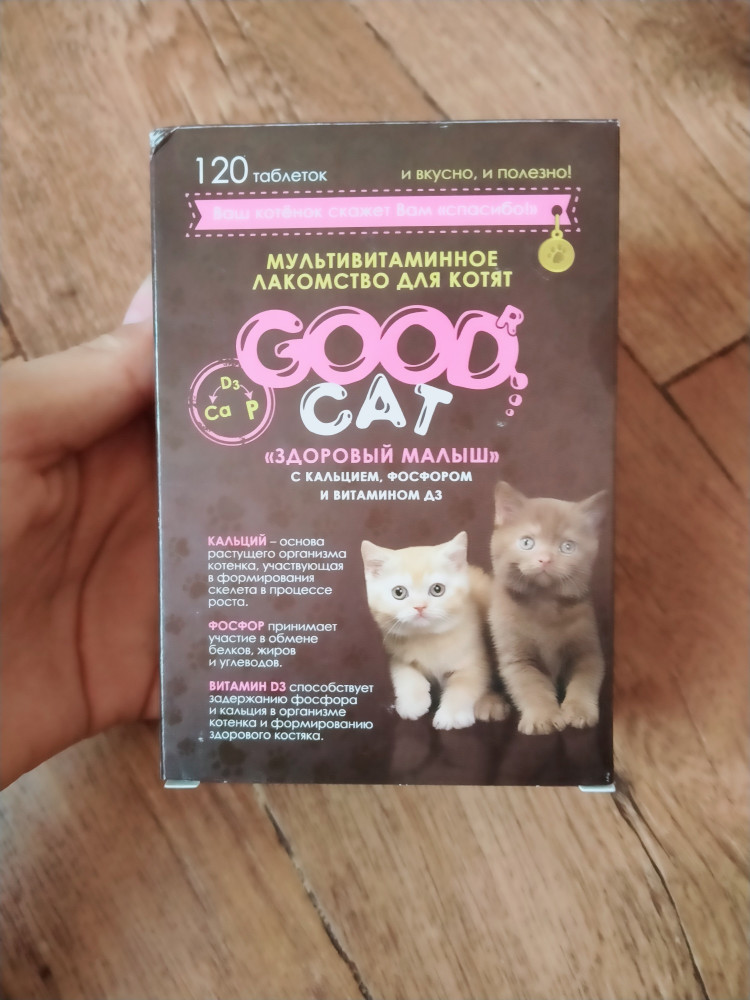 120 таблеток
и вкусно, и полезно!
Ваш котёнок скажет Вам «спасибо!»
МУЛЬТИВИТАМИННОЕ
ЛАКОМСТВО ДЛЯ КОТЯТ
GOOD R
CAT
D3
Ca P
«ЗДОРОВЫЙ МАЛЫШ»
С КАЛЬЦИЕМ, ФОСФОРОМ
И ВИТАМИНОМ Д3
КАЛЬЦИЙ – основа
растущего организма
котенка, участвующая
в формирования
скелета в процессе
роста.
ФОСФОР принимает
участие в обмене
белков, жиров
и углеводов.
ВИТАМИН D3 способствует
задержанию фосфора
и кальция в организме
котенка и формированию
здорового костяка.